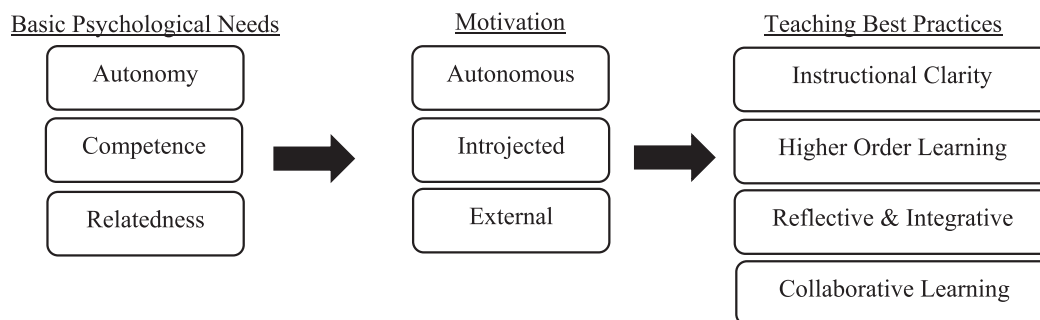 Basic Psychological Needs
Autonomy
Competence
Relatedness
Motivation
Autonomous
Introjected
External
Teaching Best Practices
Instructional Clarity
Higher Order Learning
Reflective & Integrative
Collaborative Learning